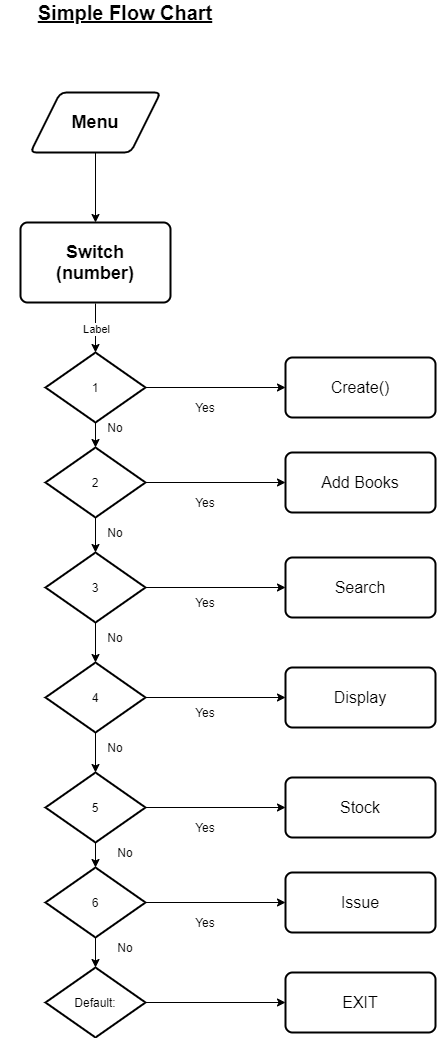 Simple Flow Chart
Menu
Switch
(number)
Label
1
Create()
Yes
No
2
Add Books
Yes
No
3
Search
Yes
No
4
Display
Yes
No
5
Stock
Yes
No
6
Issue
Yes
No
Default:
EXIT